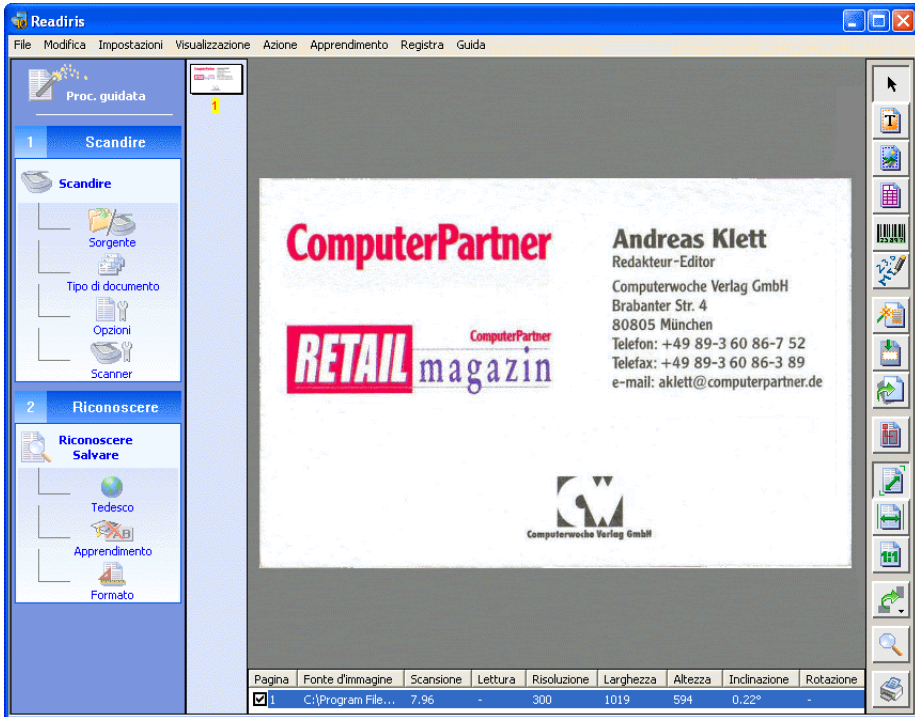 Readiris
File Modifica Impostazioni Visualizzazione Azione Apprendimento Registra Guida
Proc. guidata
1 Scandire
Scandire
Sorgente
Tipo di documento
Opzioni
Scanner
2 Riconoscere
Riconoscere
Salvare
Tedesco
Apprendimento
Formato
1
ComputerPartner
RETAIL
ComputerPartner
magazin
Andreas Klett
Redakteur-Editor
Computerwoche Verlag GmbH
Brabanter Str. 4
80805 München
Telefon: +49 89-3 60 86-7 52
Telefax: +49 89-3 60 86-3 89
e-mail: aklett@computerpartner.de
CW
Computerwoche Verlag GmbH
1:1
Pagina Fonte d'immagine Scansione Lettura Risoluzione Larghezza Altezza Inclinazione Rotazione
1 C:\Program File... 7.96 - 300 1019 594 0.22° -